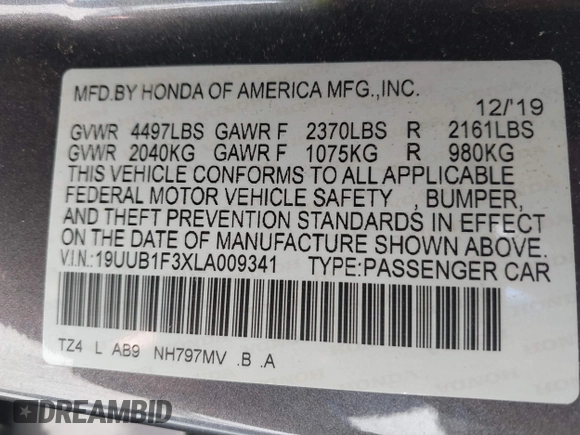 MFD.BY HONDA OF AMERICA MFG.,INC.
12/'19
GVWR 4497LBS GAWR F 2370LBS R 2161LBS
GVWR 2040KG GAWR F 1075KG R 980KG
THIS VEHICLE CONFORMS TO ALL APPLICABLE
FEDERAL MOTOR VEHICLE SAFETY , BUMPER,
AND THEFT PREVENTION STANDARDS IN EFFECT
ON THE DATE OF MANUFACTURE SHOWN ABOVE.
V.I.N.:19UUB1F3XLA009341 TYPE:PASSENGER CAR
TZ4 L AB9 NH797MV .B .A
DREAMBID